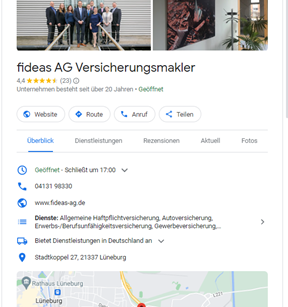 fideas AG Versicherungsmakler
4,4 (23)
Unternehmen besteht seit über 20 Jahren • Geöffnet
Website Route Anruf Teilen
Überblick Dienstleistungen Rezensionen Aktuell Fotos
Geöffnet · Schließt um 17:00
04131 98330
www.fideas-ag.de
Dienste: Allgemeine Haftpflichtversicherung, Autoversicherung,
Erwerbs-/Berufsunfähigkeitsversicherung, Gewerbeversicherung,...
Bietet Dienstleistungen in Deutschland an
Stadtkoppel 27, 21337 Lüneburg
Rathaus Lüneburg
Lüneburg